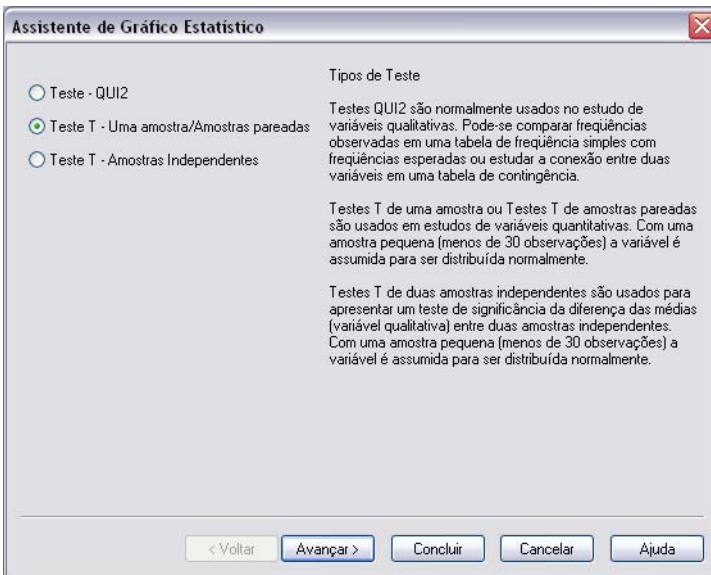 Assistente de Gráfico Estatístico
Teste - QUI2
Teste T - Uma amostra/Amostras pareadas
Teste T - Amostras Independentes
Tipos de Teste
Testes QUI2 são normalmente usados no estudo de
variáveis qualitativas. Pode-se comparar freqüências
observadas em uma tabela de freqüência simples com
freqüências esperadas ou estudar a conexão entre duas
variáveis em uma tabela de contingência.
Testes T de uma amostra ou Testes T de amostras pareadas
são usados em estudos de variáveis quantitativas. Com uma
amostra pequena (menos de 30 observações) a variável é
assumida para ser distribuída normalmente.
Testes T de duas amostras independentes são usados para
apresentar um teste de significância da diferença das médias
(variável qualitativa) entre duas amostras independentes.
Com uma amostra pequena (menos de 30 observações) a
variável é assumida para ser distribuída normalmente.
< Voltar
Avançar >
Concluir
Cancelar
Ajuda